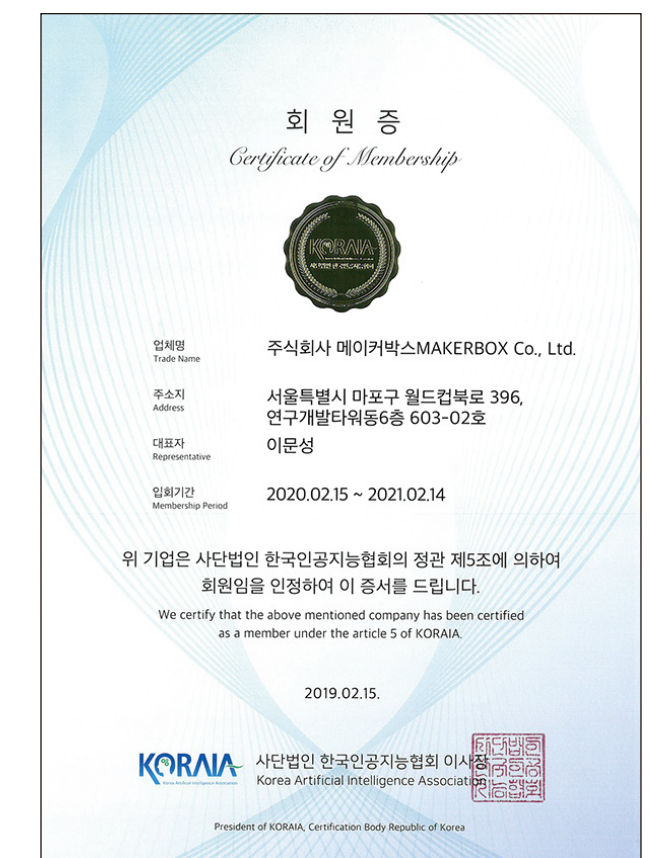 회 원 증
Certificate of Membership
KORAIA
업체명
Trade Name
주식회사 메이커박스MAKERBOX Co., Ltd.
주소지
Address
서울특별시 마포구 월드컵북로 396,
연구개발타워동6층 603-02호
대표자
Representative
이문성
입회기간
Membership Period
2020.02.15 ~ 2021.02.14
위 기업은 사단법인 한국인공지능협회의 정관 제5조에 의하여
회원임을 인정하여 이 증서를 드립니다.
We certify that the above mentioned company has been certified
as a member under the article 5 of KORAIA.
2019.02.15.
KORAIA
Korea Artificial Intelligence Association
사단법인 한국인공지능협회 이사장
Korea Artificial Intelligence Association
President of KORAIA, Certification Body Republic of Korea